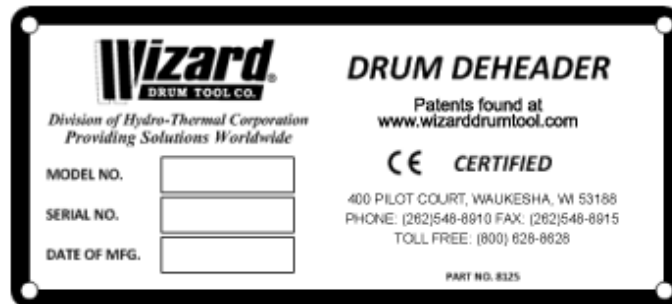 Wizard®
DRUM TOOL CO.
Division of Hydro-Thermal Corporation
Providing Solutions Worldwide
MODEL NO.
SERIAL NO.
DATE OF MFG.
DRUM DEHEADER
Patents found at
www.wizarddrumtool.com
CE CERTIFIED
400 PILOT COURT, WAUKESHA, WI 53188
PHONE: (262)548-8910 FAX: (262)548-8915
TOLL FREE: (800) 628-8628
PART NO. 8125